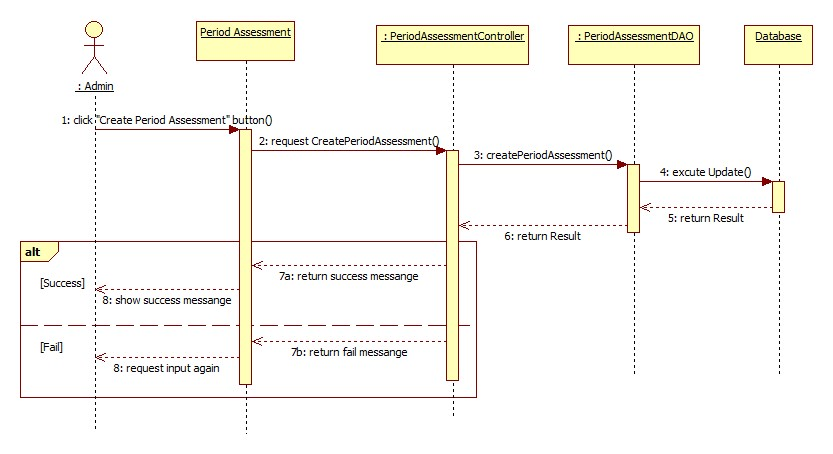 Period Assessment
: PeriodAssessmentController
: PeriodAssessmentDAO
Database
: Admin
1: click "Create Period Assessment" button()
2: request CreatePeriodAssessment()
3: createPeriodAssessment()
4: excute Update()
5: return Result
6: return Result
alt
7a: return success messange
[Success]
8: show success messange
[Fail]
7b: return fail messange
8: request input again